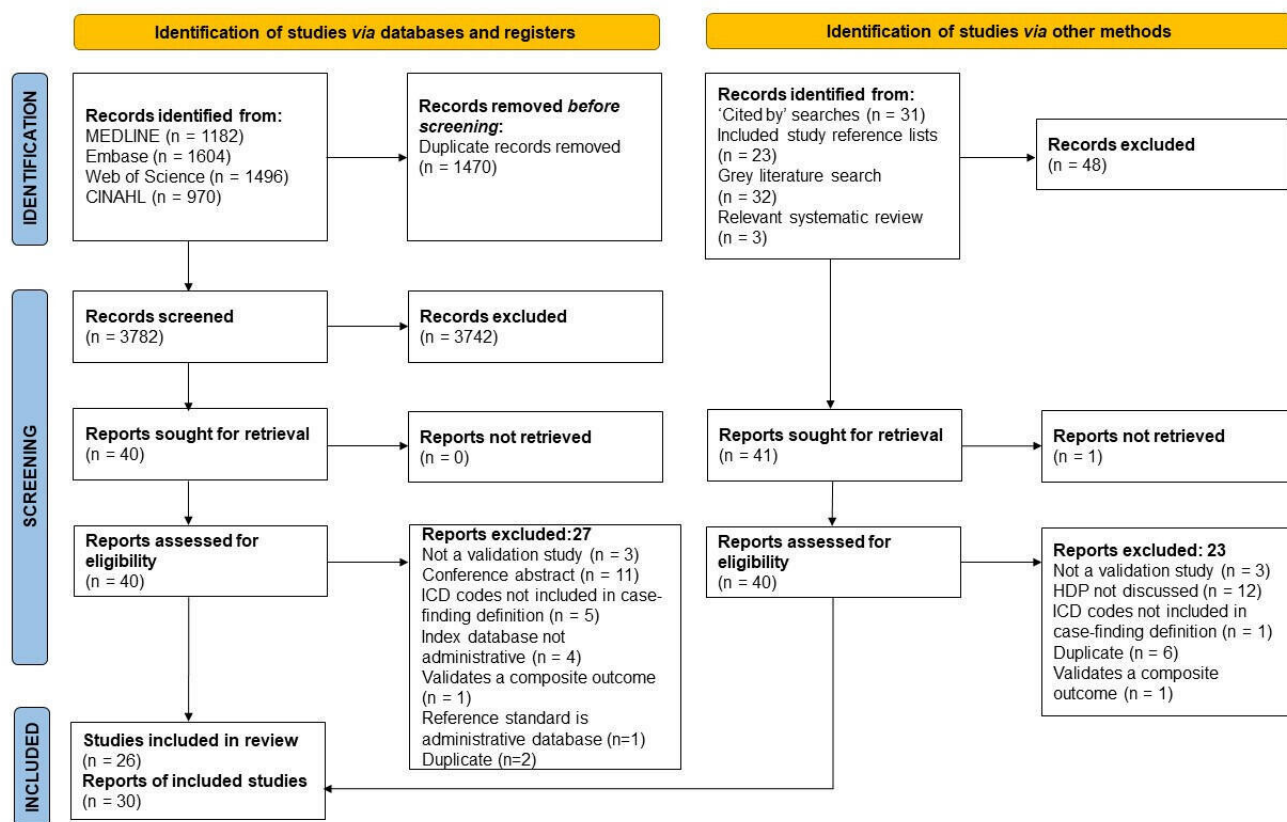 Identification of studies via databases and registers
Identification of studies via other methods
IDENTIFICATION
Records identified from:
MEDLINE (n = 1182)
Embase (n = 1604)
Web of Science (n = 1496)
CINAHL (n = 970)
Records removed before
screening:
Duplicate records removed
(n = 1470)
Records identified from:
‘Cited by’ searches (n = 31)
Included study reference lists
(n = 23)
Grey literature search
(n = 32)
Relevant systematic review
(n = 3)
Records excluded
(n = 48)
SCREENING
Records screened
(n = 3782)
Records excluded
(n = 3742)
Reports sought for retrieval
(n = 40)
Reports not retrieved
(n = 0)
Reports sought for retrieval
(n = 41)
Reports not retrieved
(n = 1)
Reports assessed for
eligibility
(n = 40)
Reports excluded:27
Not a validation study (n = 3)
Conference abstract (n = 11)
ICD codes not included in case-
finding definition (n = 5)
Index database not
administrative (n = 4)
Validates a composite outcome
(n = 1)
Reference standard is
administrative database (n=1)
Duplicate (n=2)
Reports assessed for
eligibility
(n = 40)
Reports excluded: 23
Not a validation study (n = 3)
HDP not discussed (n = 12)
ICD codes not included in
case-finding definition (n = 1)
Duplicate (n = 6)
Validates a composite
outcome (n = 1)
INCLUDED
Studies included in review
(n = 26)
Reports of included studies
(n = 30)